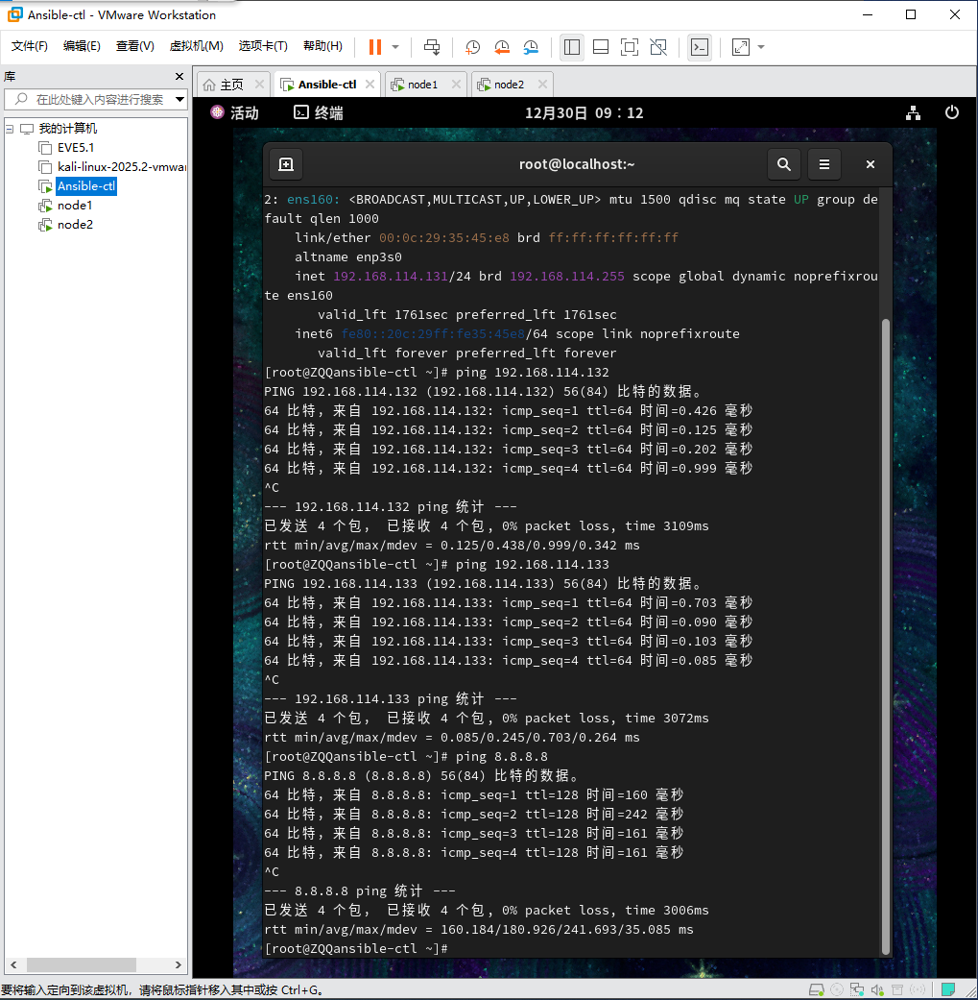 Ansible-ctl - VMware Workstation
文件(F) 编辑(E) 查看(V) 虚拟机(M) 选项卡(T) 帮助(H)
库
在此处键入内容进行搜索
我的计算机
EVE5.1
kali-linux-2025.2-vmwar
Ansible-ctl
node1
node2
主页 Ansible-ctl node1 node2
活动 终端 12月30日 09：12
root@localhost:~
2: ens160: <BROADCAST,MULTICAST,UP,LOWER_UP> mtu 1500 qdisc mq state UP group de
fault qlen 1000
link/ether 00:0c:29:35:45:e8 brd ff:ff:ff:ff:ff:ff
altname enp3s0
inet 192.168.114.131/24 brd 192.168.114.255 scope global dynamic noprefixrou
te ens160
valid_lft 1761sec preferred_lft 1761sec
inet6 fe80::20c:29ff:fe35:45e8/64 scope link noprefixroute
valid_lft forever preferred_lft forever
[root@ZQQansible-ctl ~]# ping 192.168.114.132
PING 192.168.114.132 (192.168.114.132) 56(84) 比特的数据。
64 比特，来自 192.168.114.132: icmp_seq=1 ttl=64 时间=0.426 毫秒
64 比特，来自 192.168.114.132: icmp_seq=2 ttl=64 时间=0.125 毫秒
64 比特，来自 192.168.114.132: icmp_seq=3 ttl=64 时间=0.202 毫秒
64 比特，来自 192.168.114.132: icmp_seq=4 ttl=64 时间=0.999 毫秒
^C
--- 192.168.114.132 ping 统计 ---
已发送 4 个包， 已接收 4 个包, 0% packet loss, time 3109ms
rtt min/avg/max/mdev = 0.125/0.438/0.999/0.342 ms
[root@ZQQansible-ctl ~]# ping 192.168.114.133
PING 192.168.114.133 (192.168.114.133) 56(84) 比特的数据。
64 比特，来自 192.168.114.133: icmp_seq=1 ttl=64 时间=0.703 毫秒
64 比特，来自 192.168.114.133: icmp_seq=2 ttl=64 时间=0.090 毫秒
64 比特，来自 192.168.114.133: icmp_seq=3 ttl=64 时间=0.103 毫秒
64 比特，来自 192.168.114.133: icmp_seq=4 ttl=64 时间=0.085 毫秒
^C
--- 192.168.114.133 ping 统计 ---
已发送 4 个包， 已接收 4 个包, 0% packet loss, time 3072ms
rtt min/avg/max/mdev = 0.085/0.245/0.703/0.264 ms
[root@ZQQansible-ctl ~]# ping 8.8.8.8
PING 8.8.8.8 (8.8.8.8) 56(84) 比特的数据。
64 比特，来自 8.8.8.8: icmp_seq=1 ttl=128 时间=160 毫秒
64 比特，来自 8.8.8.8: icmp_seq=2 ttl=128 时间=242 毫秒
64 比特，来自 8.8.8.8: icmp_seq=3 ttl=128 时间=161 毫秒
64 比特，来自 8.8.8.8: icmp_seq=4 ttl=128 时间=161 毫秒
^C
--- 8.8.8.8 ping 统计 ---
已发送 4 个包， 已接收 4 个包, 0% packet loss, time 3006ms
rtt min/avg/max/mdev = 160.184/180.926/241.693/35.085 ms
[root@ZQQansible-ctl ~]#
要将输入定向到该虚拟机，请将鼠标指针移入其中或按 Ctrl+G。